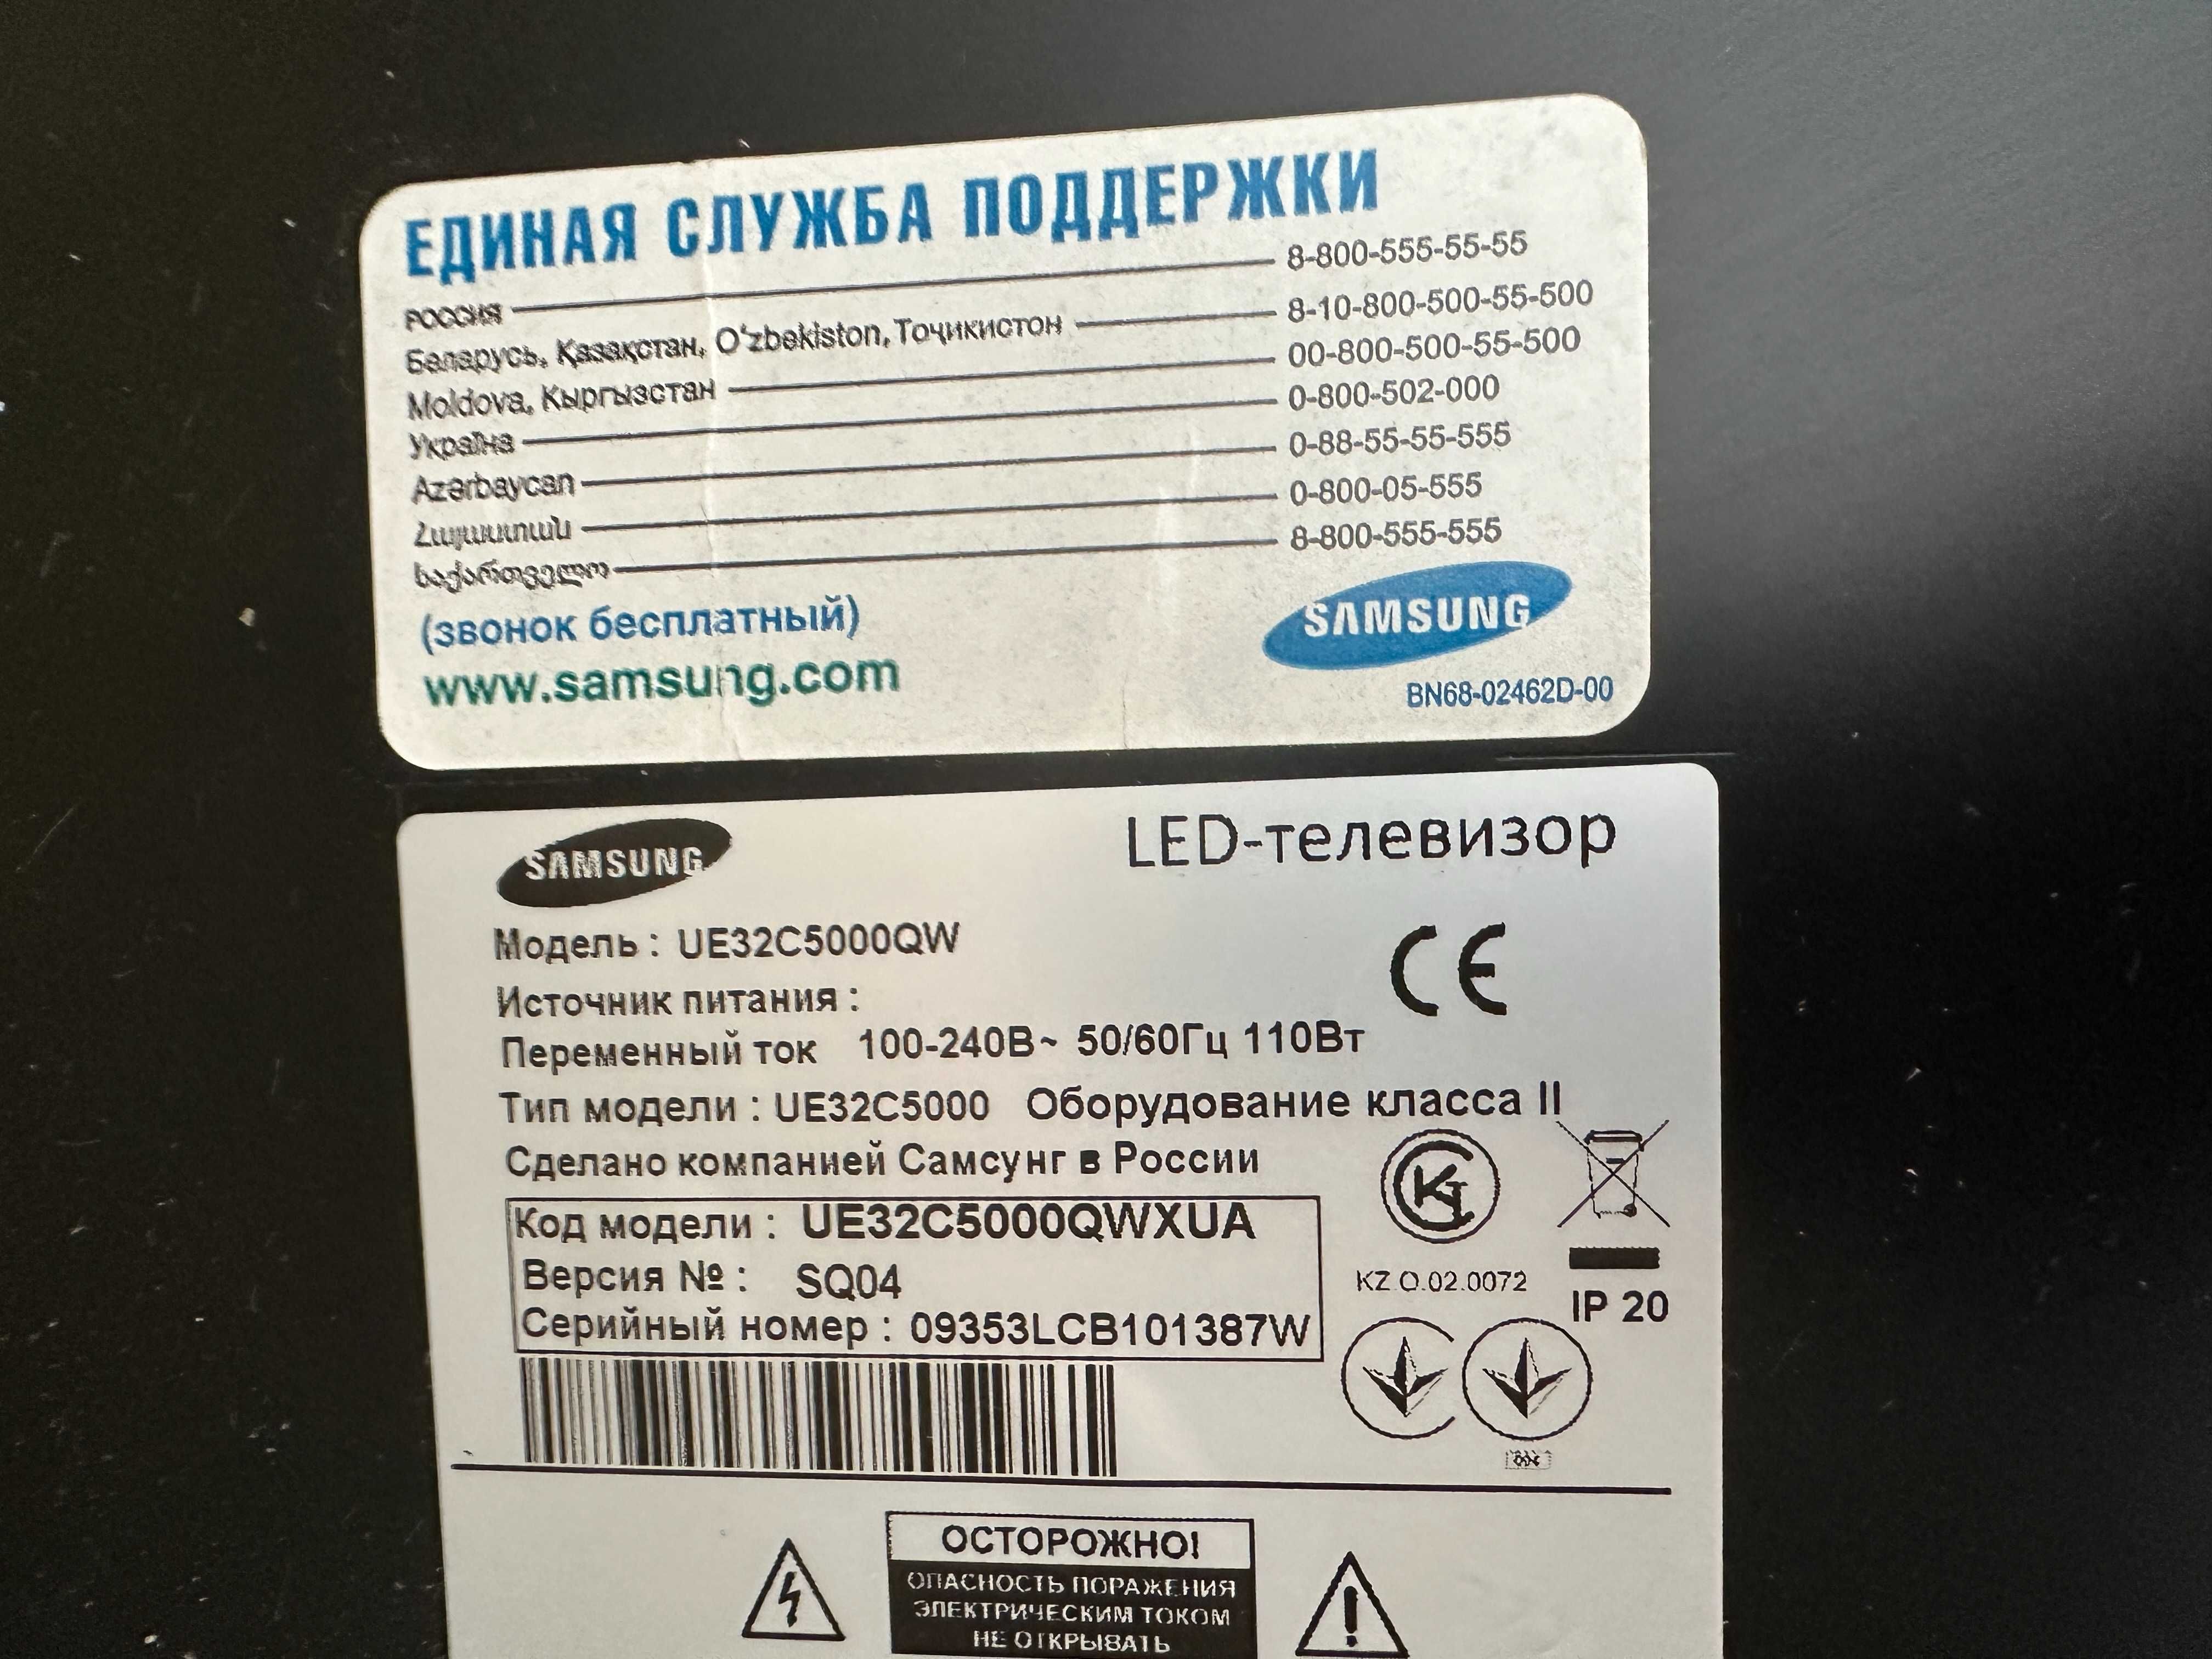 ЕДИНАЯ СЛУЖБА ПОДДЕРЖКИ
РОССИЯ 8-800-555-55-55
Беларусь, Қазақстан, O‘zbekiston, Тоҷикистон 8-10-800-500-55-500
Moldova, Кыргызстан 00-800-500-55-500
Україна 0-800-502-000
Azərbaycan 0-88-55-55-555
Հայաստան 0-800-05-555
საქართველო 8-800-555-555
(звонок бесплатный)
www.samsung.com
SAMSUNG
BN68-02462D-00
SAMSUNG
LED-телевизор
Модель : UE32C5000QW
CE
Источник питания :
Переменный ток 100-240В~ 50/60Гц 110Вт
Тип модели : UE32C5000 Оборудование класса II
Сделано компанией Самсунг в России
Код модели : UE32C5000QWXUA
Версия № : SQ04
Серийный номер : 09353LCB101387W
KZ.O.02.0072
IP 20
ОСТОРОЖНО!
ОПАСНОСТЬ ПОРАЖЕНИЯ
ЭЛЕКТРИЧЕСКИМ ТОКОМ
НЕ ОТКРЫВАТЬ